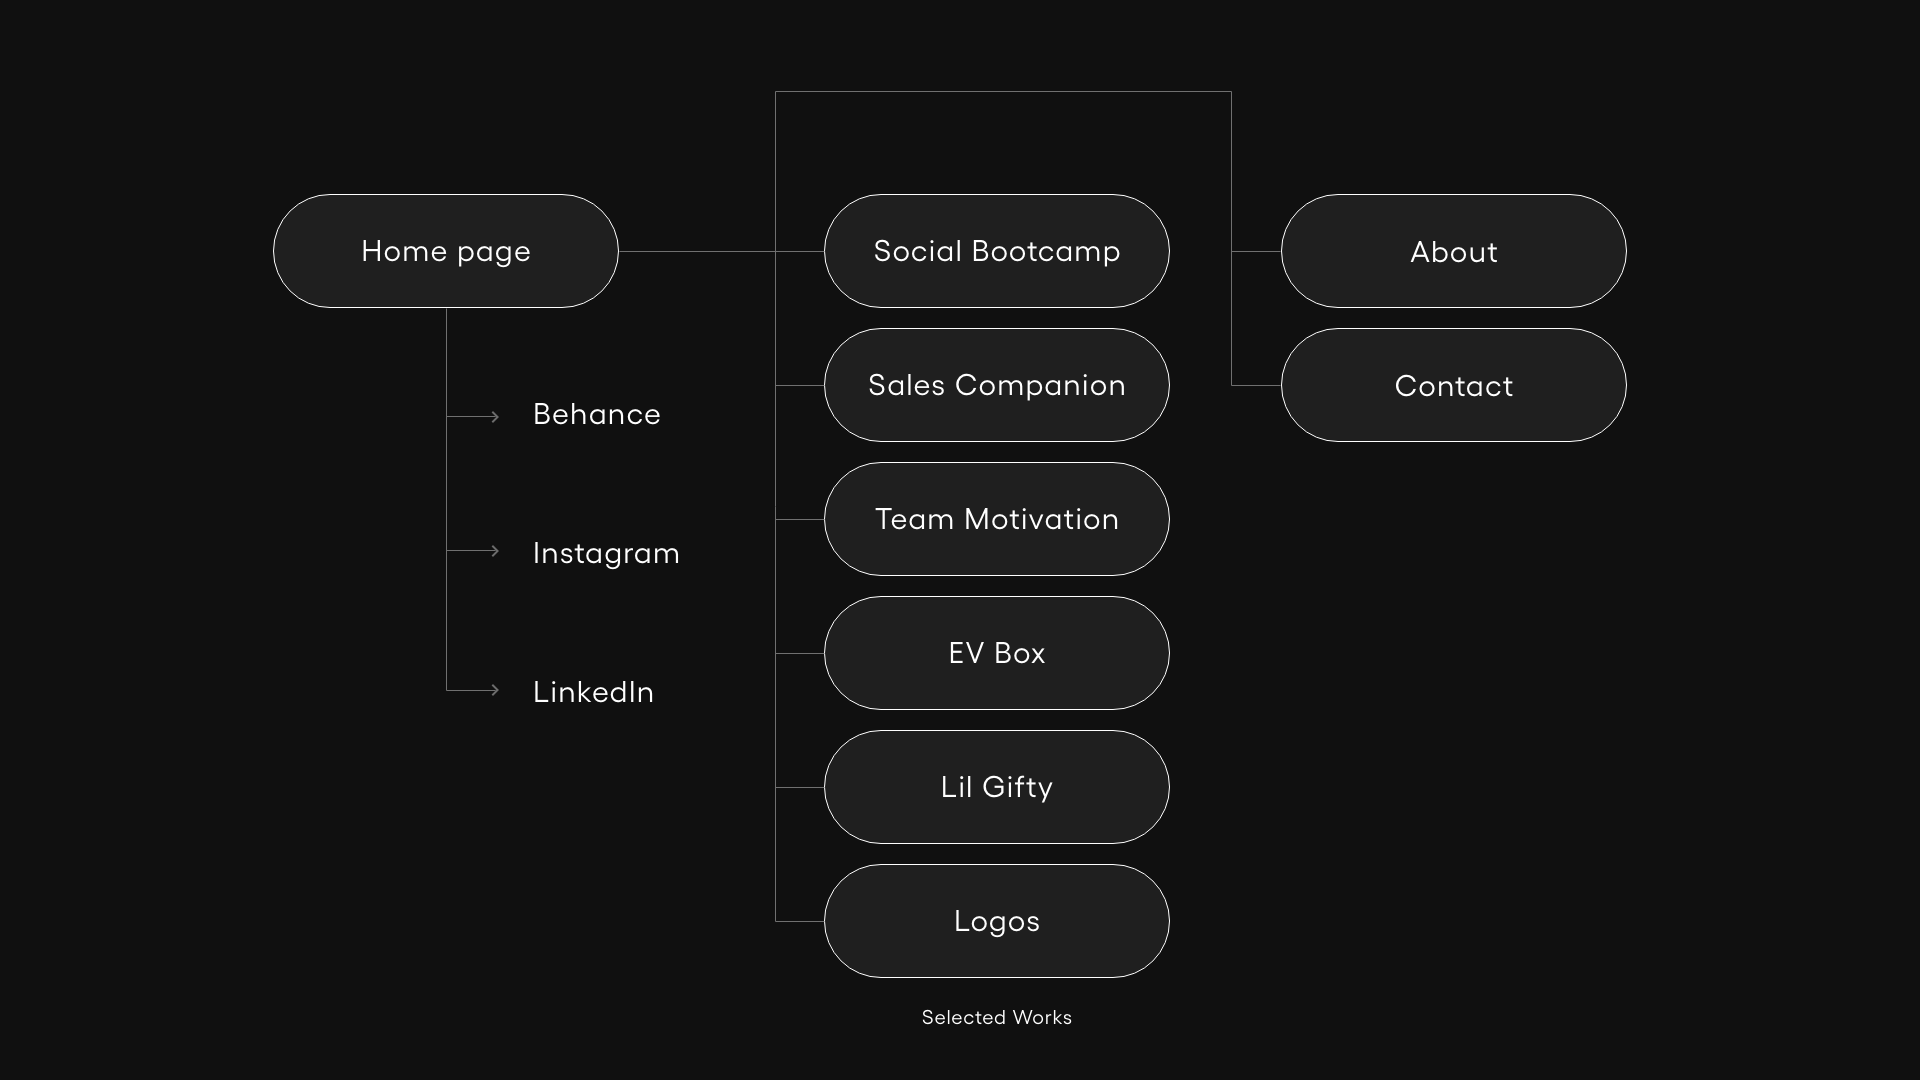 Home page
Behance
Instagram
LinkedIn
Social Bootcamp
Sales Companion
Team Motivation
EV Box
Lil Gifty
Logos
Selected Works
About
Contact